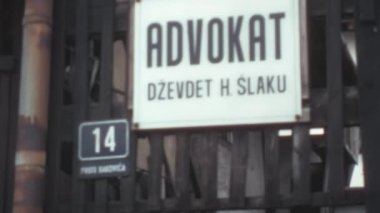 ADVOKAT
DŽEVDET H. ŠLAKU
14